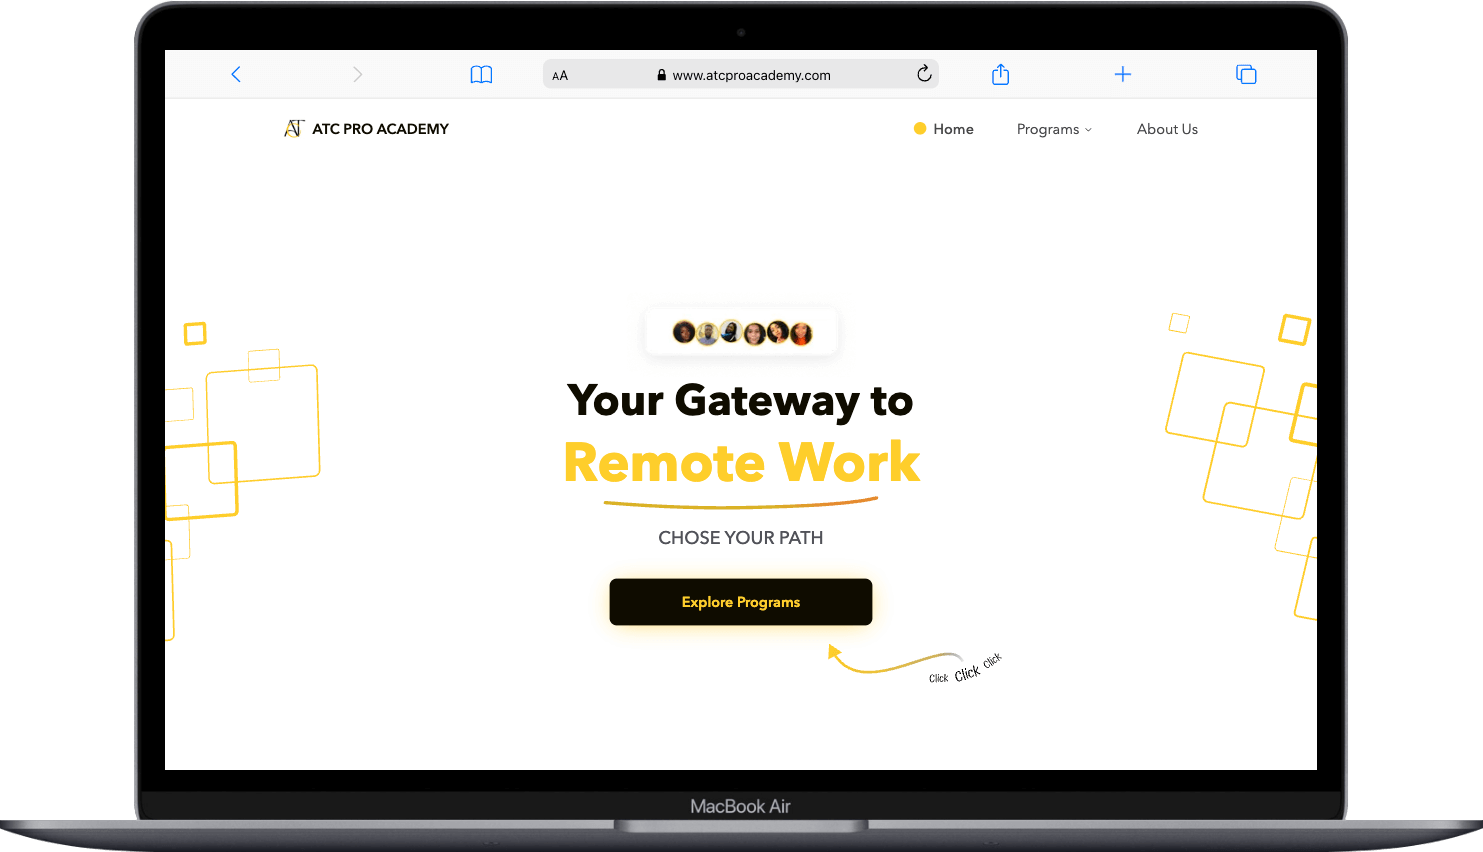 AA www.atcproacademy.com
AT ATC PRO ACADEMY Home Programs About Us
Your Gateway to
Remote Work
CHOSE YOUR PATH
Explore Programs
Click Click Click
MacBook Air